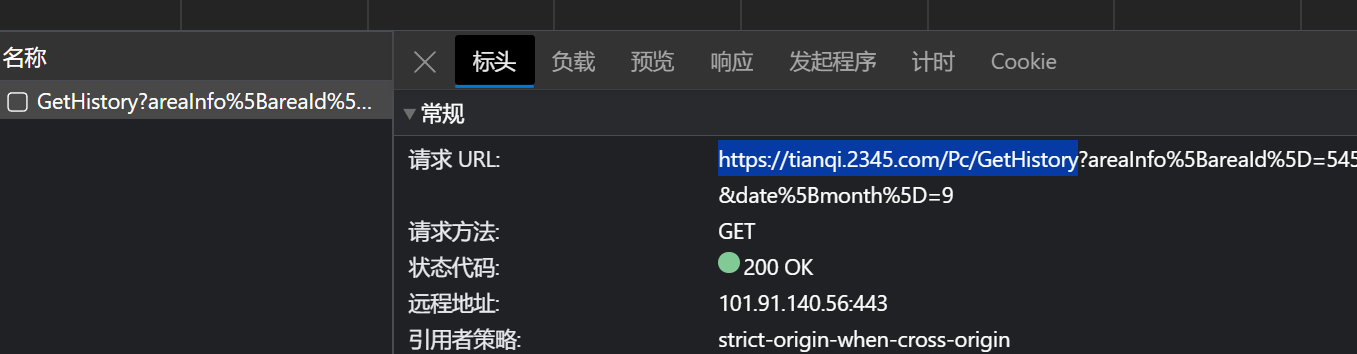 名称
标头 负载 预览 响应 发起程序 计时 Cookie
GetHistory?areaInfo%5BareaId%5...
常规
请求 URL: https://tianqi.2345.com/Pc/GetHistory?areaInfo%5BareaId%5D=545
&date%5Bmonth%5D=9
请求方法: GET
状态代码: 200 OK
远程地址: 101.91.140.56:443
引用者策略: strict-origin-when-cross-origin